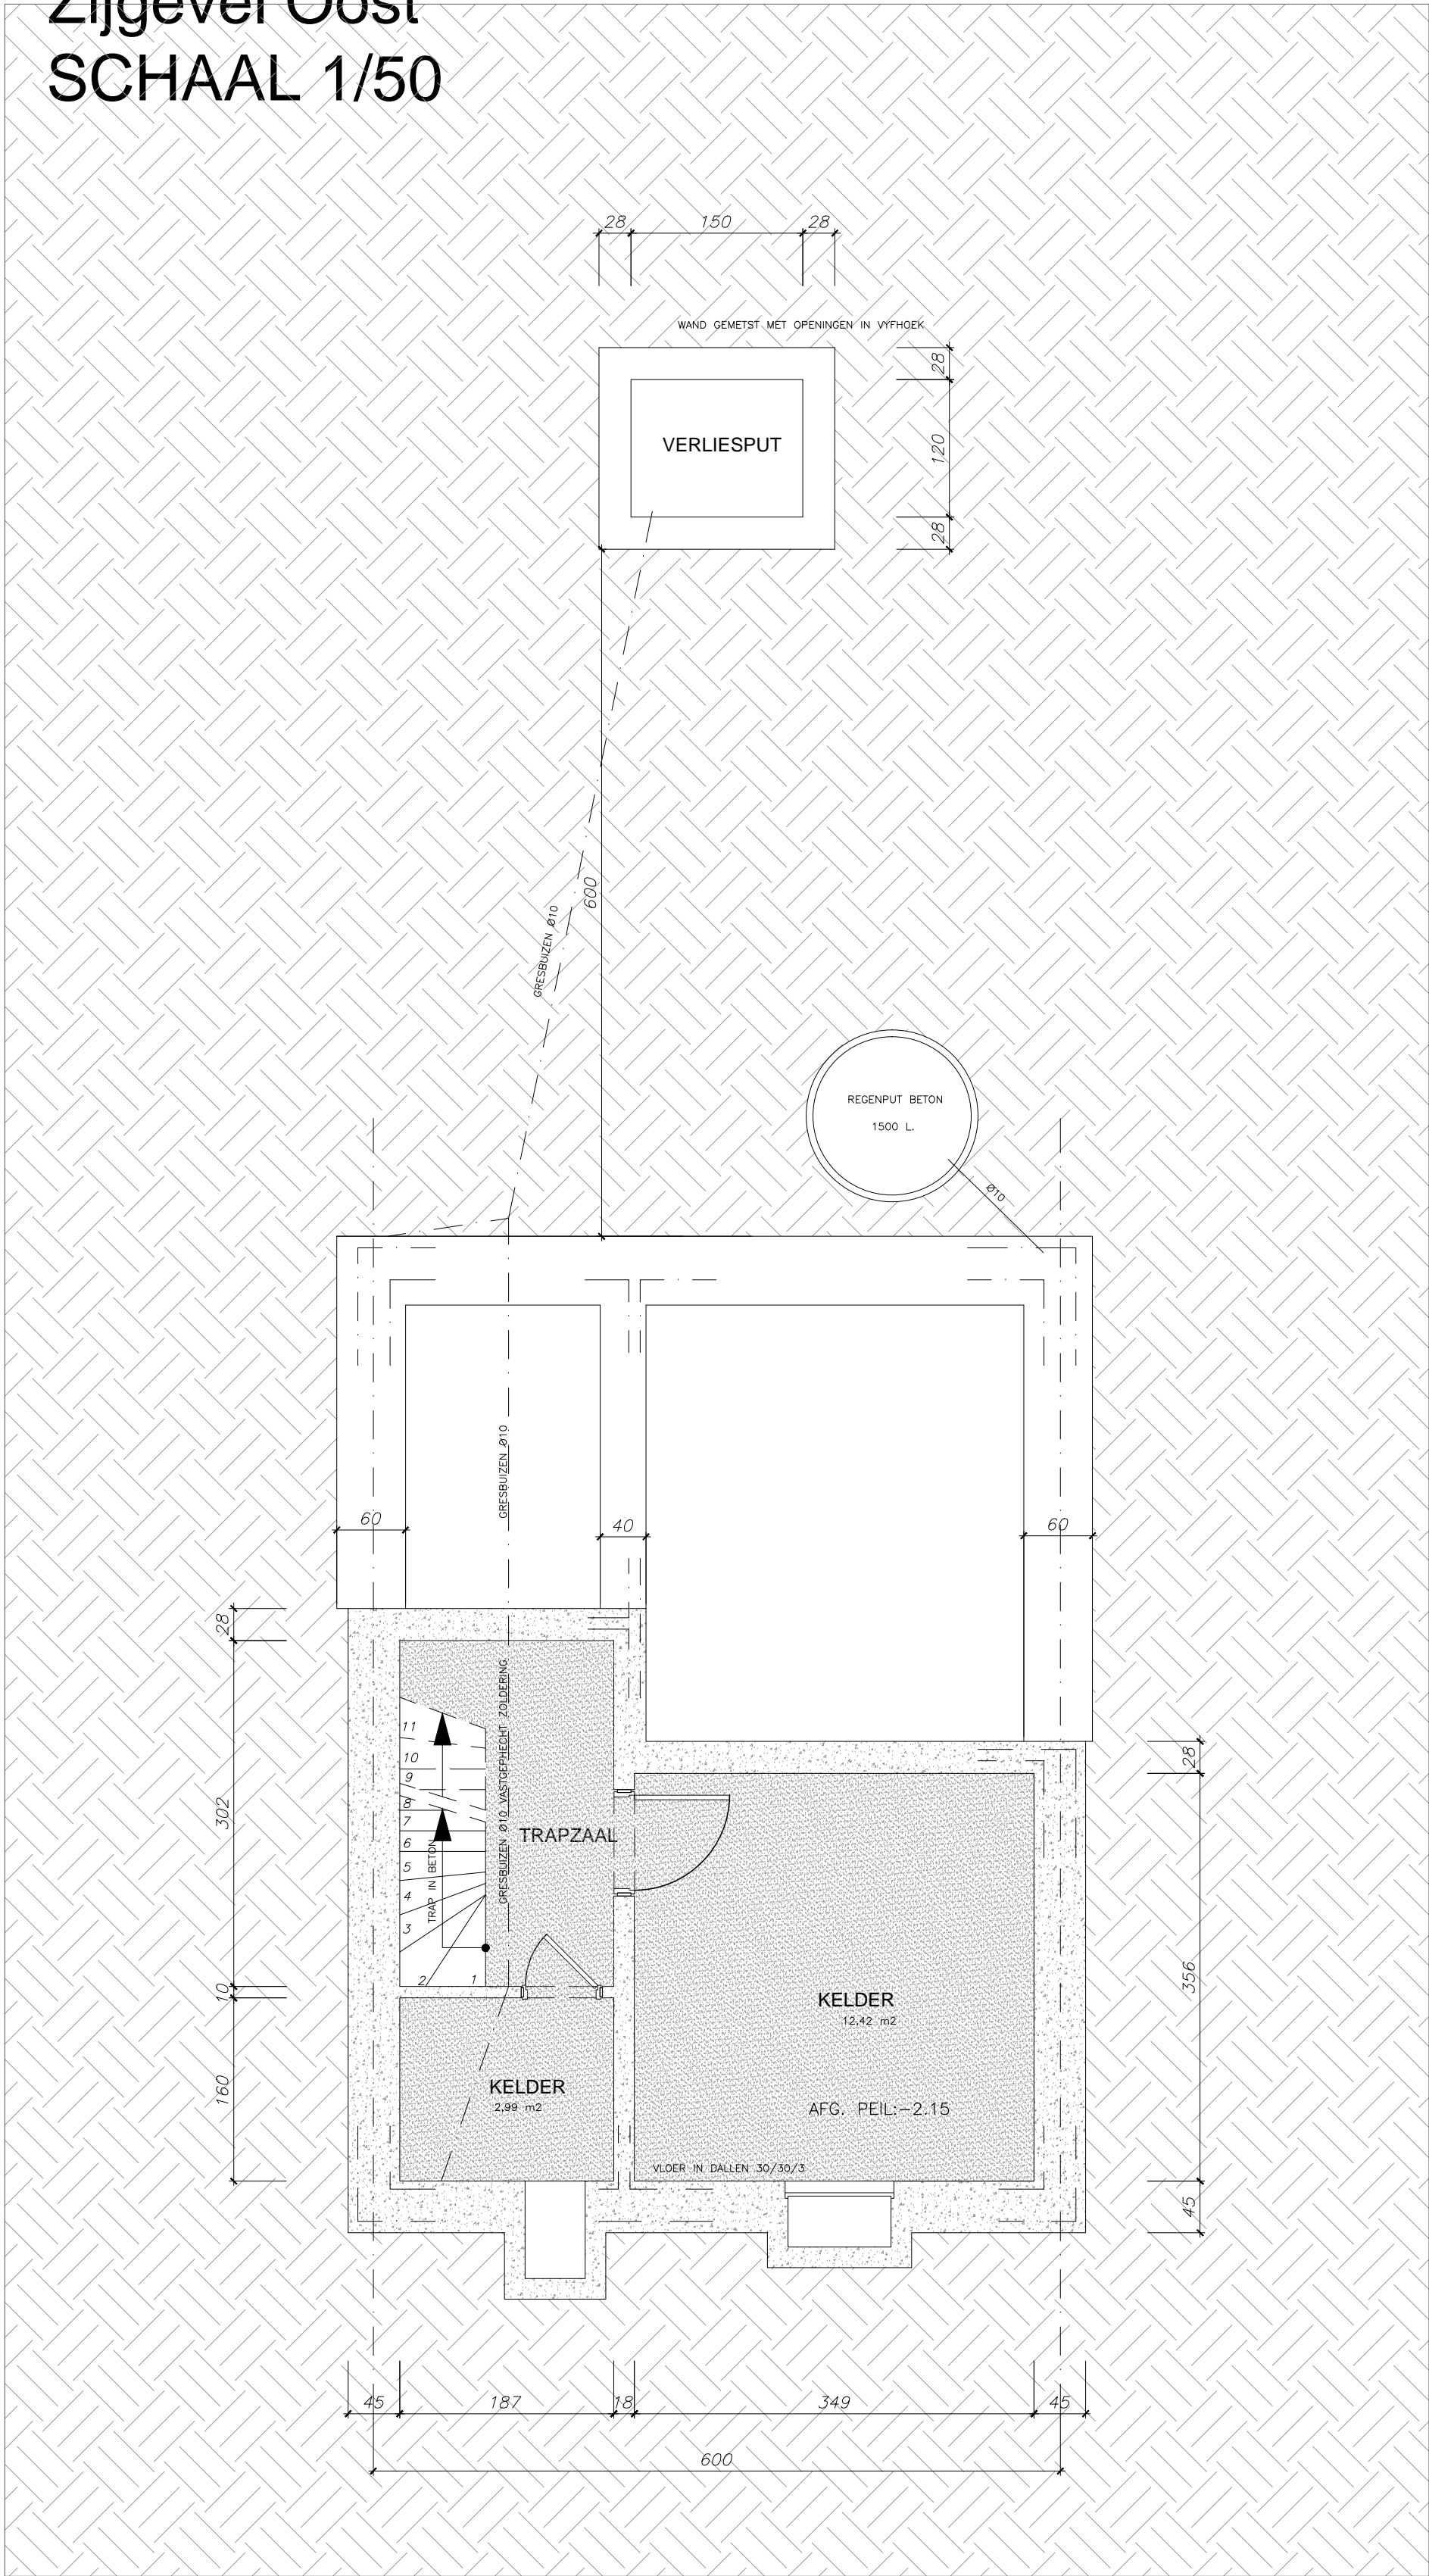 Zijgevel Oost
SCHAAL 1/50
28 150 28
WAND GEMETST MET OPENINGEN IN VYFHOEK
28
VERLIESPUT
120
28
600
GRESBUIZEN Ø10
REGENPUT BETON
1500 L.
Ø10
GRESBUIZEN Ø10
60
40
60
28
302
10
160
11
10
9
8
7
6
5
4
3
2
1
TRAP IN BETON
GRESBUIZEN Ø10 VASTGEPHECHT ZOLDERING
TRAPZAAL
28
356
45
KELDER
12,42 m2
KELDER
2,99 m2
AFG. PEIL:-2.15
VLOER IN DALLEN 30/30/3
45 187 18 349 45
600